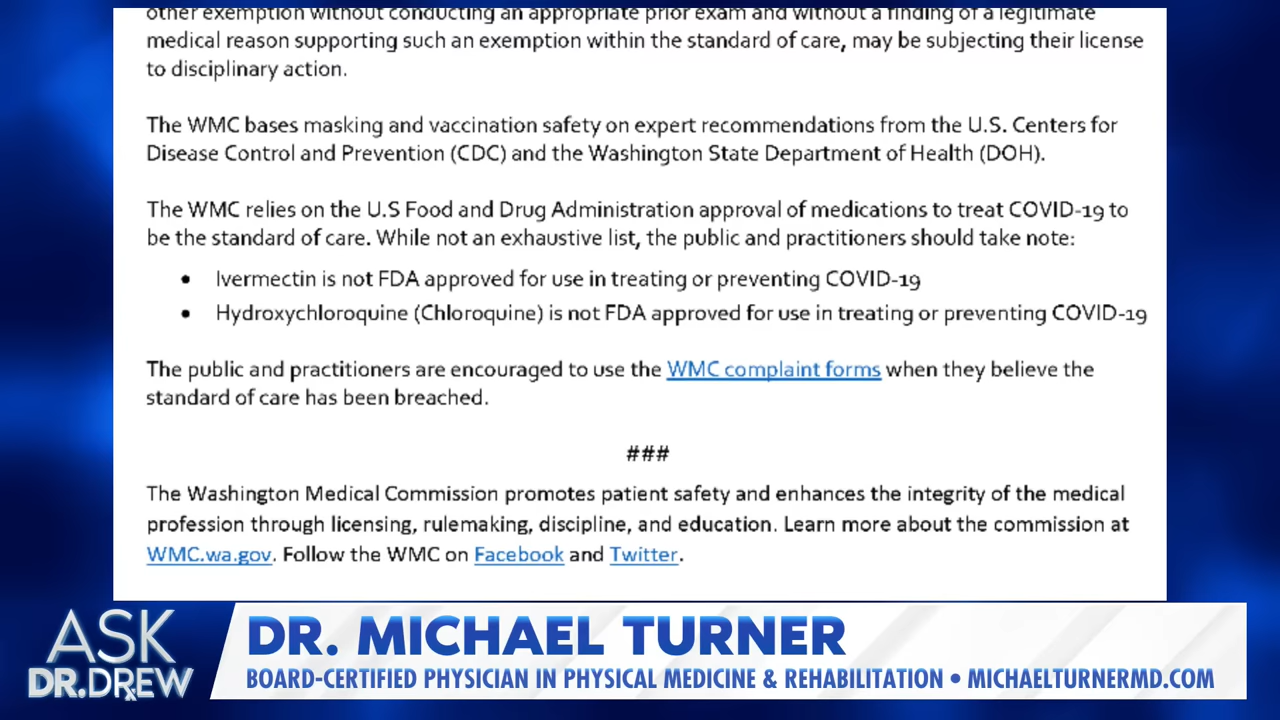 other exemption without conducting an appropriate prior exam and without a finding of a legitimate
medical reason supporting such an exemption within the standard of care, may be subjecting their license
to disciplinary action.
The WMC bases masking and vaccination safety on expert recommendations from the U.S. Centers for
Disease Control and Prevention (CDC) and the Washington State Department of Health (DOH).
The WMC relies on the U.S Food and Drug Administration approval of medications to treat COVID-19 to
be the standard of care. While not an exhaustive list, the public and practitioners should take note:
• Ivermectin is not FDA approved for use in treating or preventing COVID-19
• Hydroxychloroquine (Chloroquine) is not FDA approved for use in treating or preventing COVID-19
The public and practitioners are encouraged to use the WMC complaint forms when they believe the
standard of care has been breached.
###
The Washington Medical Commission promotes patient safety and enhances the integrity of the medical
profession through licensing, rulemaking, discipline, and education. Learn more about the commission at
WMC.wa.gov. Follow the WMC on Facebook and Twitter.
ASK
DR.DREW
DR. MICHAEL TURNER
BOARD-CERTIFIED PHYSICIAN IN PHYSICAL MEDICINE & REHABILITATION • MICHAELTURNERMD.COM